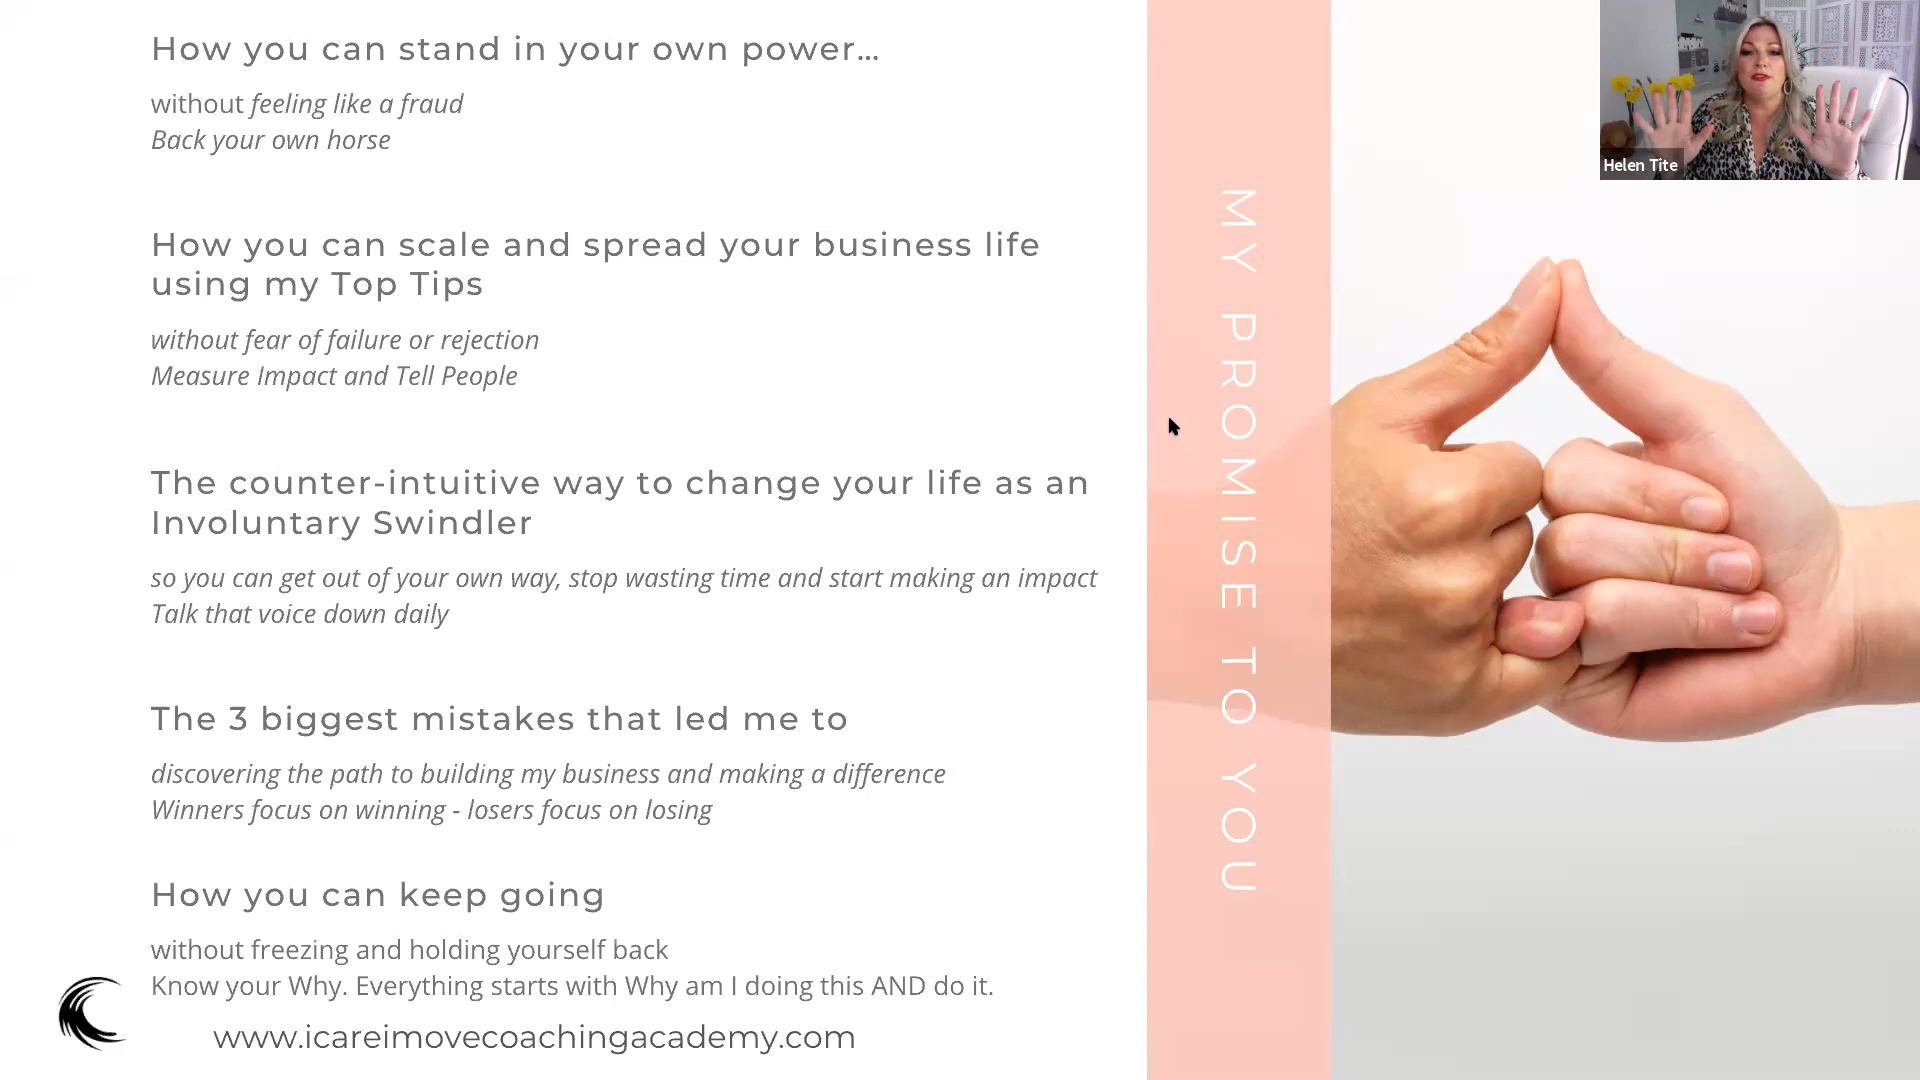 How you can stand in your own power...
without feeling like a fraud
Back your own horse
How you can scale and spread your business life
using my Top Tips
without fear of failure or rejection
Measure Impact and Tell People
The counter-intuitive way to change your life as an
Involuntary Swindler
so you can get out of your own way, stop wasting time and start making an impact
Talk that voice down daily
The 3 biggest mistakes that led me to
discovering the path to building my business and making a difference
Winners focus on winning - losers focus on losing
How you can keep going
without freezing and holding yourself back
Know your Why. Everything starts with Why am I doing this AND do it.
www.icareimovecoachingacademy.com
MY PROMISE TO YOU
Helen Tite